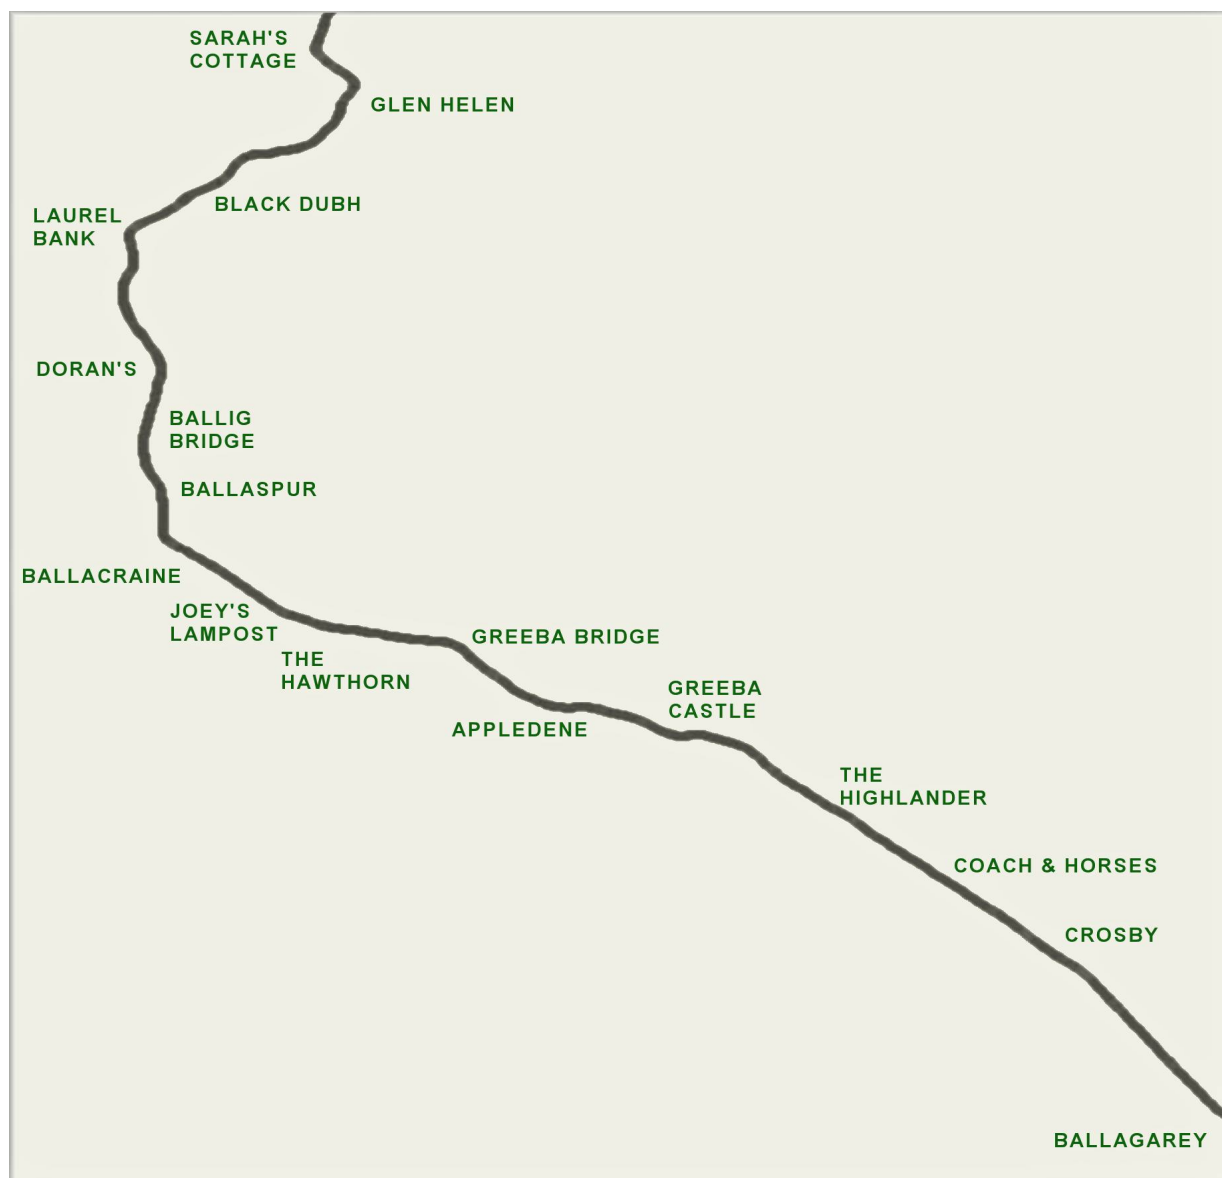 SARAH'S
COTTAGE
GLEN HELEN
BLACK DUBH
LAUREL
BANK
DORAN'S
BALLIG
BRIDGE
BALLASPUR
BALLACRAINE
JOEY'S
LAMPOST
THE
HAWTHORN
GREEBA BRIDGE
APPLEDENE
GREEBA
CASTLE
THE
HIGHLANDER
COACH & HORSES
CROSBY
BALLAGAREY